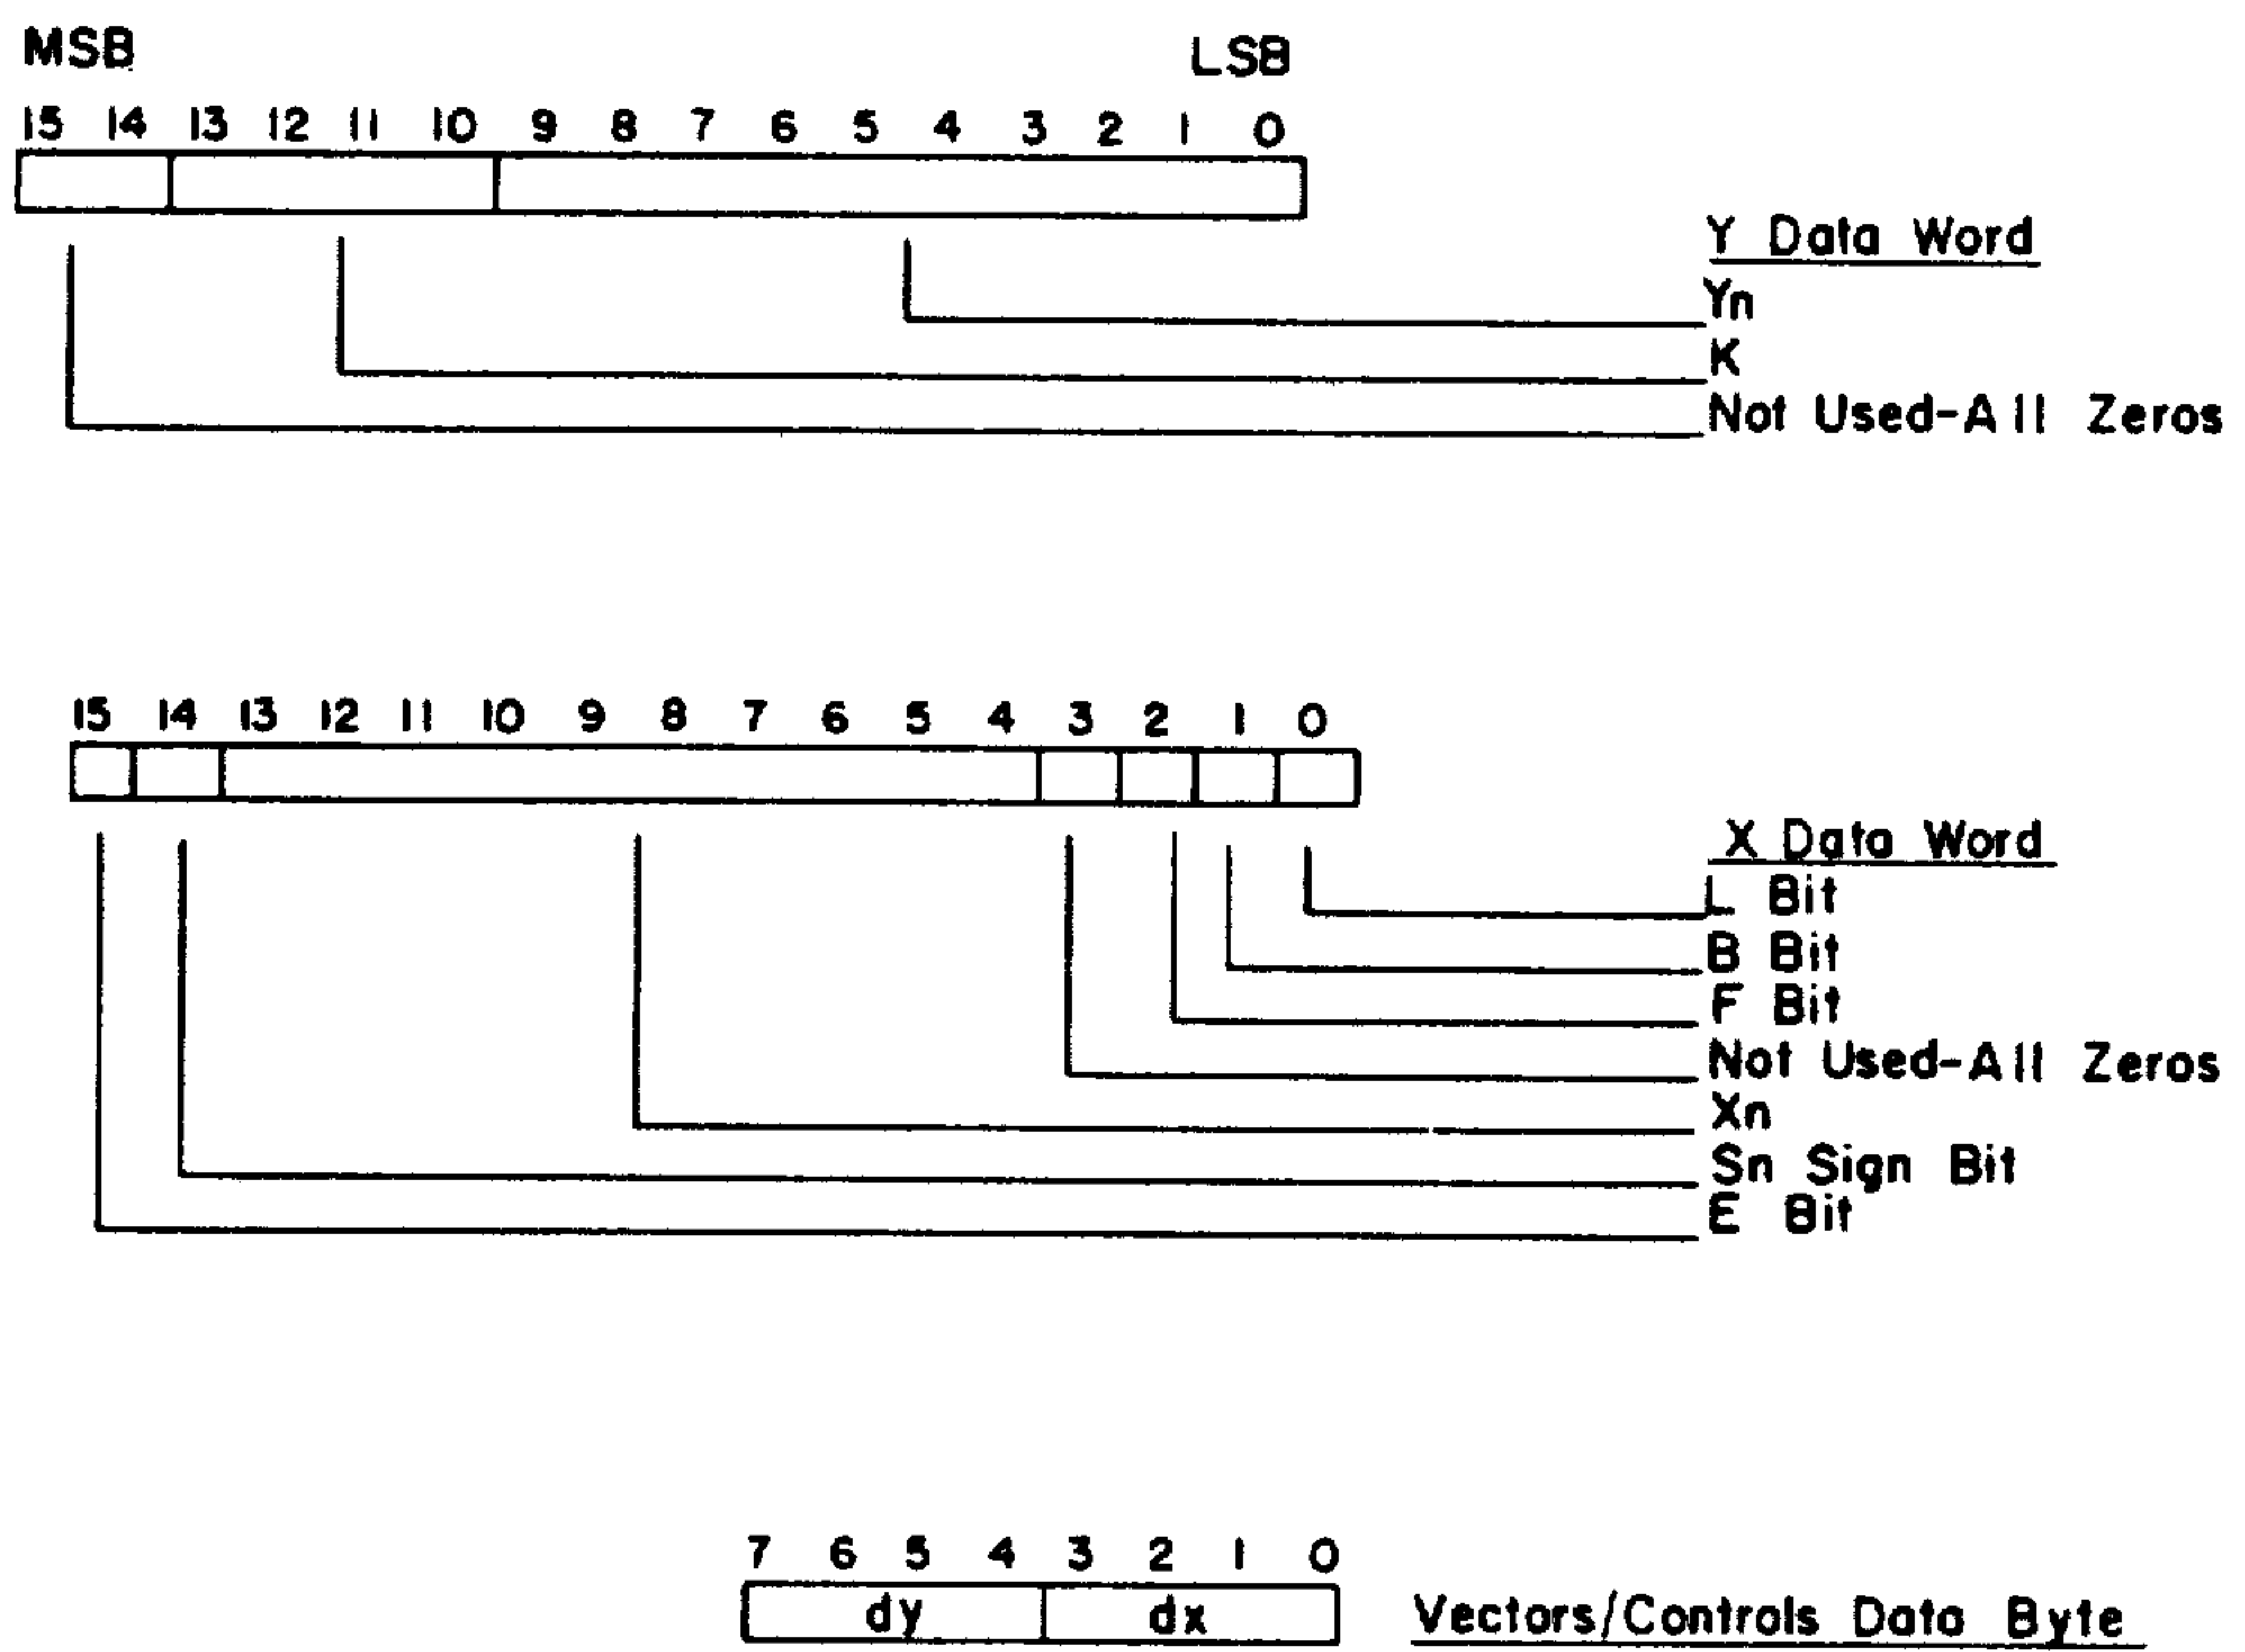 MSB LSB
15 14 13 12 11 10 9 8 7 6 5 4 3 2 1 0
Y Data Word
Yn
K
Not Used-All Zeros
15 14 13 12 11 10 9 8 7 6 5 4 3 2 1 0
X Data Word
L Bit
B Bit
F Bit
Not Used-All Zeros
Xn
Sn Sign Bit
E Bit
7 6 5 4 3 2 1 0
dy dx Vectors/Controls Data Byte